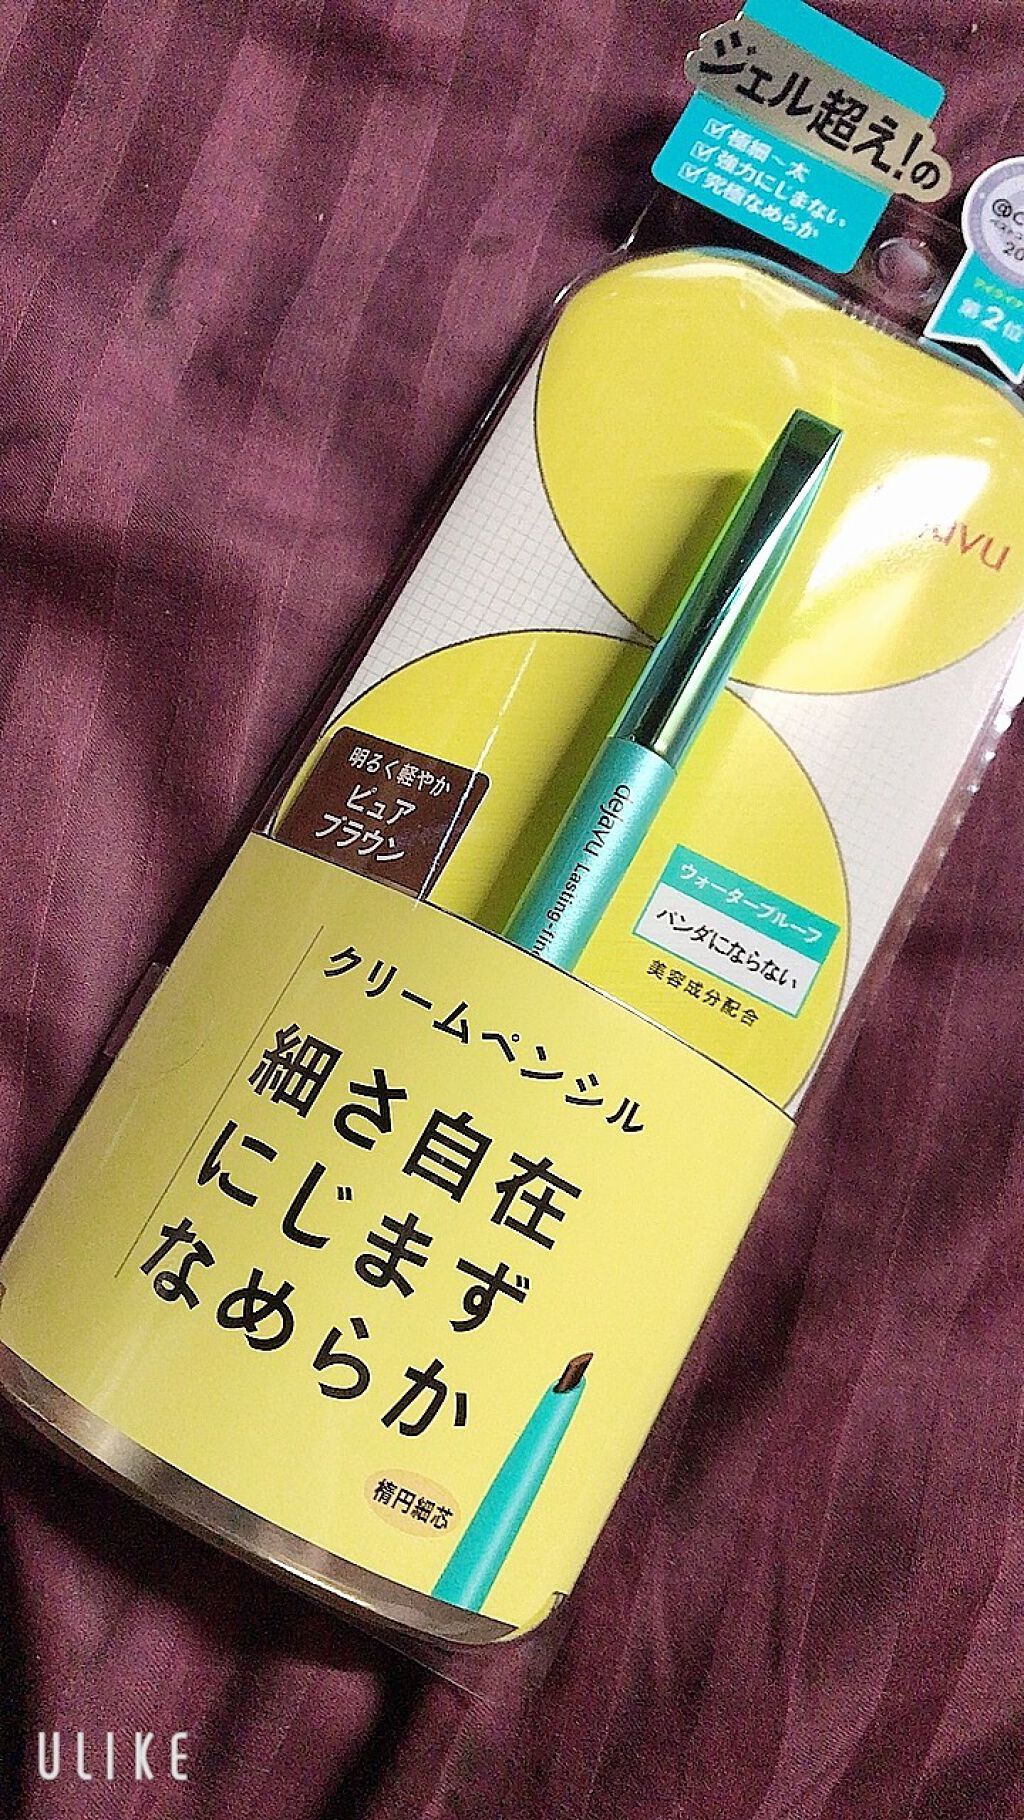 ジェル超え!の
極細～太
強力にじまない
究極なめらか
第2位
明るく軽やか
ピュア
ブラウン
dejavu Lasting-fine
ウォータープルーフ
パンダにならない
美容成分配合
クリームペンシル
細さ自在
にじまず
なめらか
楕円細芯
ULIKE